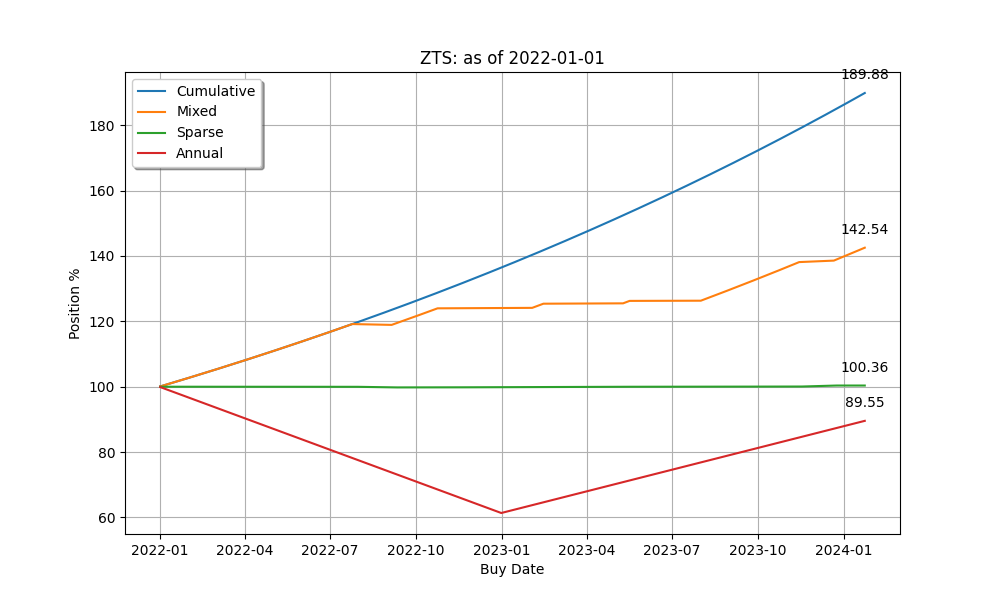 ZTS: as of 2022-01-01
189.88
Cumulative
Mixed
Sparse
Annual
180
160
142.54
140
120
100.36
100
89.55
80
60
Position %
2022-01 2022-04 2022-07 2022-10 2023-01 2023-04 2023-07 2023-10 2024-01
Buy Date